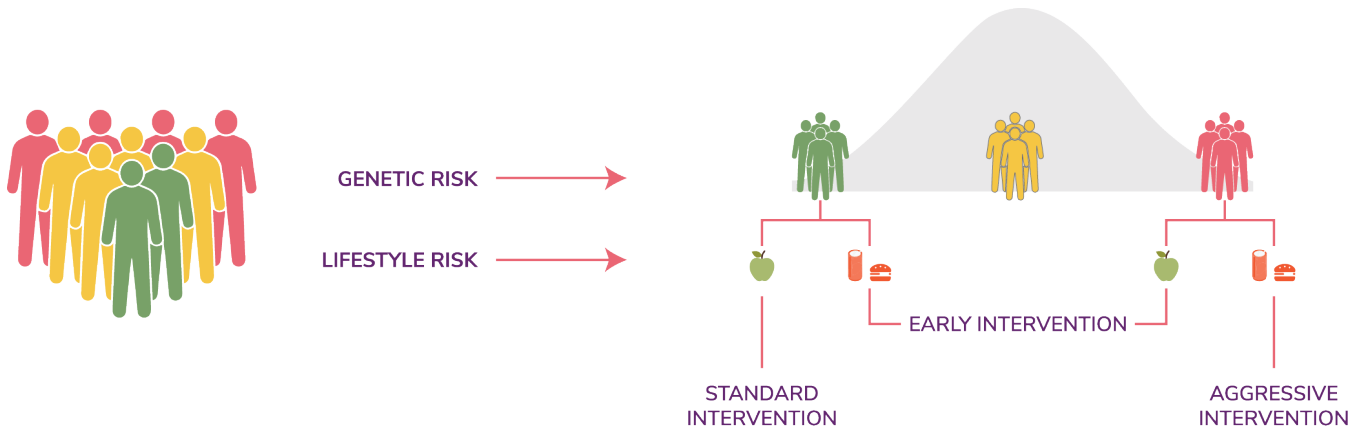 GENETIC RISK
LIFESTYLE RISK
EARLY INTERVENTION
STANDARD
INTERVENTION
AGGRESSIVE
INTERVENTION